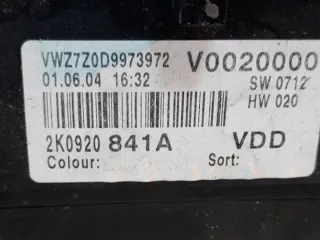 VWZ7Z0D9973972 V0020000
01.06.04 16:32 SW 0712
HW 020
2K0920 841A VDD
Colour: Sort: